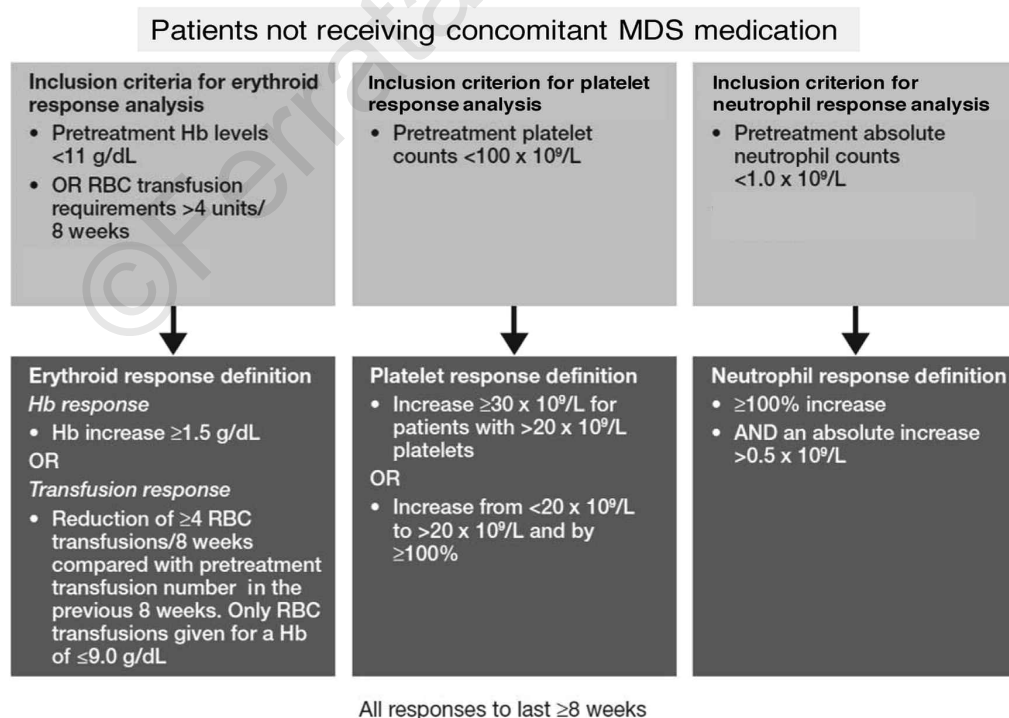 Patients not receiving concomitant MDS medication
Inclusion criteria for erythroid
response analysis
• Pretreatment Hb levels
<11 g/dL
• OR RBC transfusion
requirements >4 units/
8 weeks
Inclusion criterion for platelet
response analysis
• Pretreatment platelet
counts <100 x 10⁹/L
Inclusion criterion for
neutrophil response analysis
• Pretreatment absolute
neutrophil counts
<1.0 x 10⁹/L
Erythroid response definition
Hb response
• Hb increase ≥1.5 g/dL
OR
Transfusion response
• Reduction of ≥4 RBC
transfusions/8 weeks
compared with pretreatment
transfusion number in the
previous 8 weeks. Only RBC
transfusions given for a Hb
of ≤9.0 g/dL
Platelet response definition
• Increase ≥30 x 10⁹/L for
patients with >20 x 10⁹/L
platelets
OR
• Increase from <20 x 10⁹/L
to >20 x 10⁹/L and by
≥100%
Neutrophil response definition
• ≥100% increase
• AND an absolute increase
>0.5 x 10⁹/L
All responses to last ≥8 weeks
©Ferrata